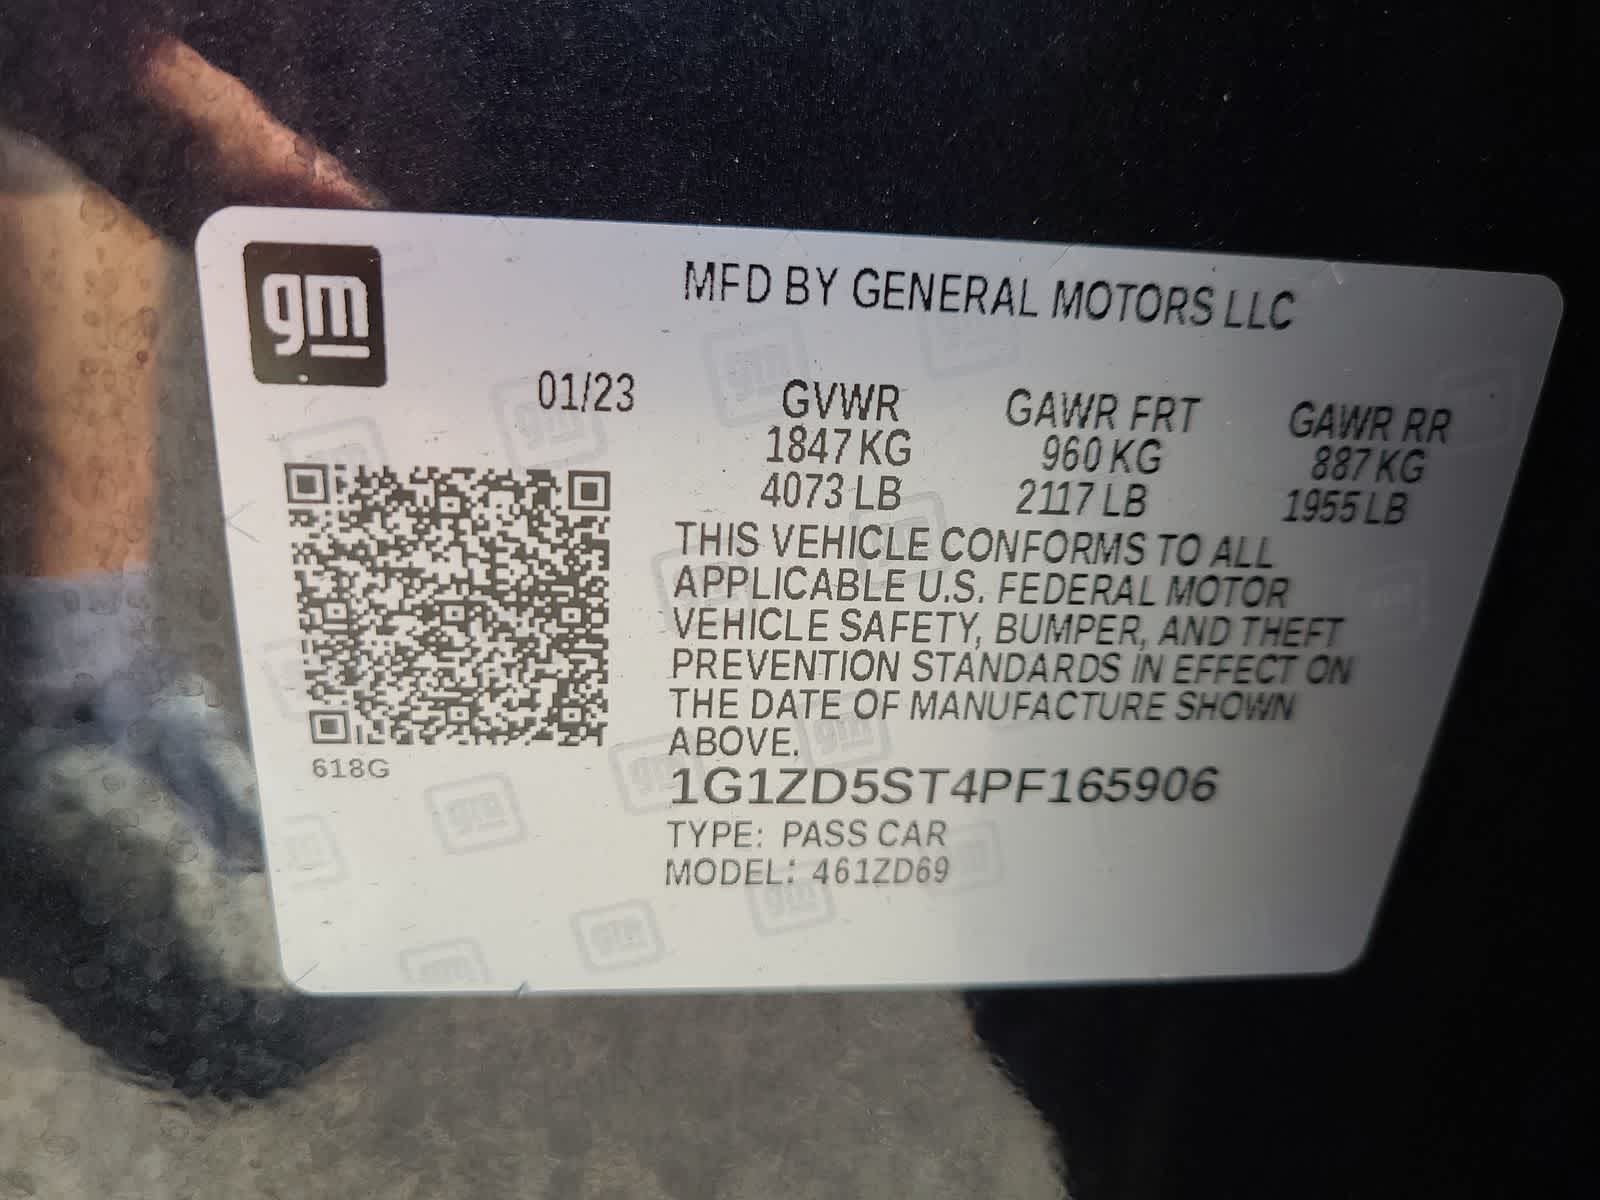 gm
MFD BY GENERAL MOTORS LLC
01/23
GVWR GAWR FRT GAWR RR
1847 KG 960 KG 887 KG
4073 LB 2117 LB 1955 LB
THIS VEHICLE CONFORMS TO ALL
APPLICABLE U.S. FEDERAL MOTOR
VEHICLE SAFETY, BUMPER, AND THEFT
PREVENTION STANDARDS IN EFFECT ON
THE DATE OF MANUFACTURE SHOWN
ABOVE.
618G
1G1ZD5ST4PF165906
TYPE: PASS CAR
MODEL: 461ZD69